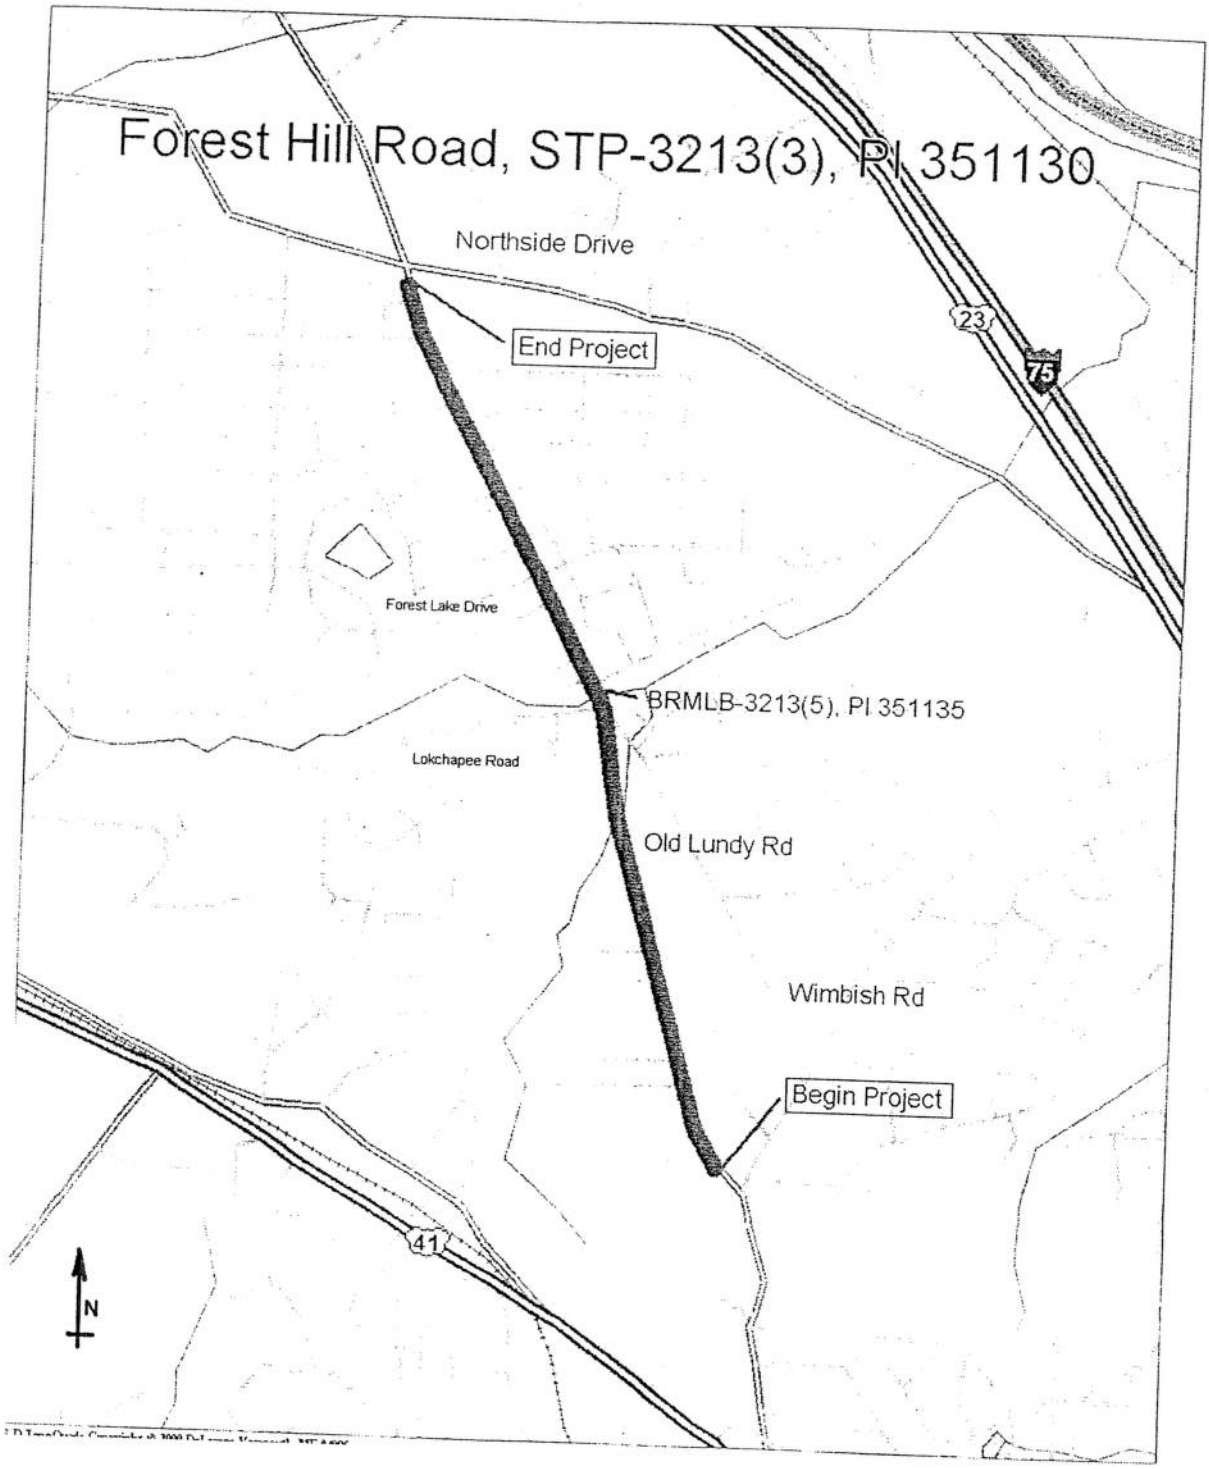 Forest Hill Road, STP-3213(3), PI 351130
Northside Drive
23
End Project
75
Forest Lake Drive
BRMLB-3213(5), PI 351135
Lokchapee Road
Old Lundy Rd
Wimbish Rd
Begin Project
41
N